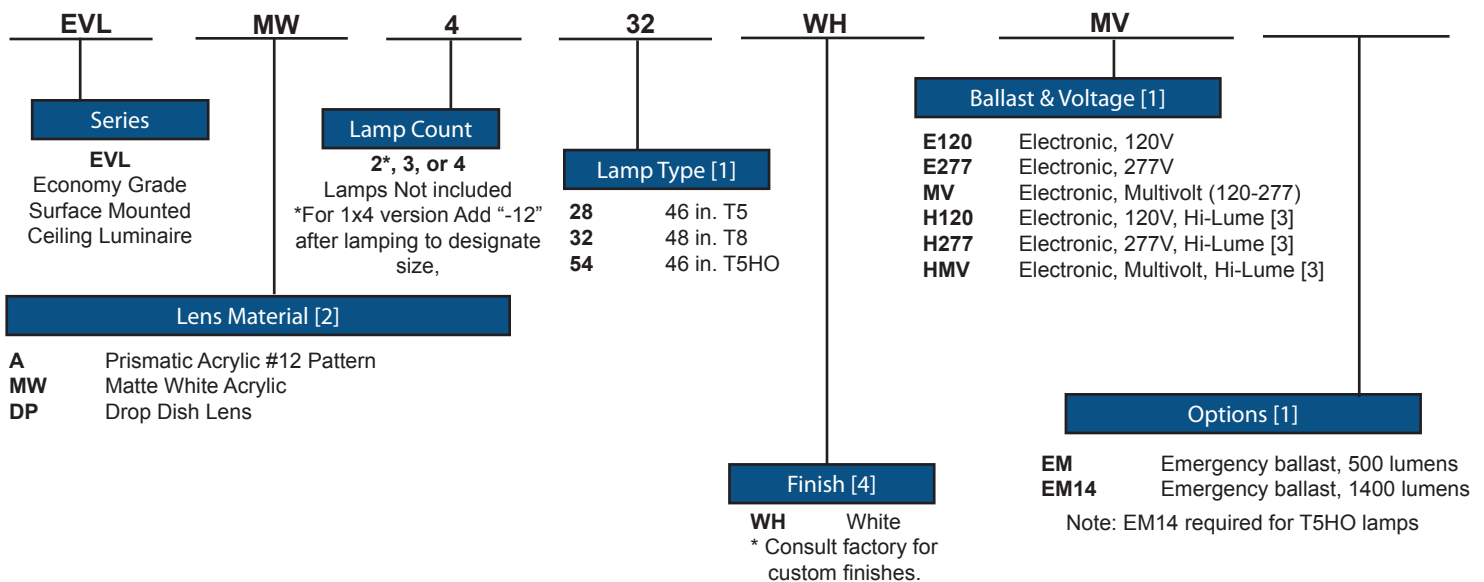 EVL MW 4 32 WH MV
Series
EVL
Economy Grade
Surface Mounted
Ceiling Luminaire
Lens Material [2]
A Prismatic Acrylic #12 Pattern
MW Matte White Acrylic
DP Drop Dish Lens
Lamp Count
2*, 3, or 4
Lamps Not included
*For 1x4 version Add “-12”
after lamping to designate
size,
Lamp Type [1]
28 46 in. T5
32 48 in. T8
54 46 in. T5HO
Finish [4]
WH White
* Consult factory for
custom finishes.
Ballast & Voltage [1]
E120 Electronic, 120V
E277 Electronic, 277V
MV Electronic, Multivolt (120-277)
H120 Electronic, 120V, Hi-Lume [3]
H277 Electronic, 277V, Hi-Lume [3]
HMV Electronic, Multivolt, Hi-Lume [3]
Options [1]
EM Emergency ballast, 500 lumens
EM14 Emergency ballast, 1400 lumens
Note: EM14 required for T5HO lamps